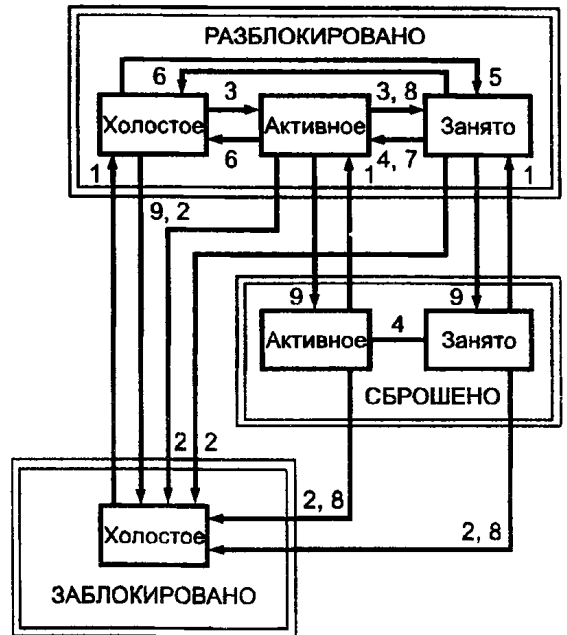 РАЗБЛОКИРОВАНО
6 5
3 3, 8
Холостое Активное Занято
6 4, 7
1 1 1
9, 2
9 9
4
Активное Занято
СБРОШЕНО
2 2
2, 8
Холостое
2, 8
ЗАБЛОКИРОВАНО